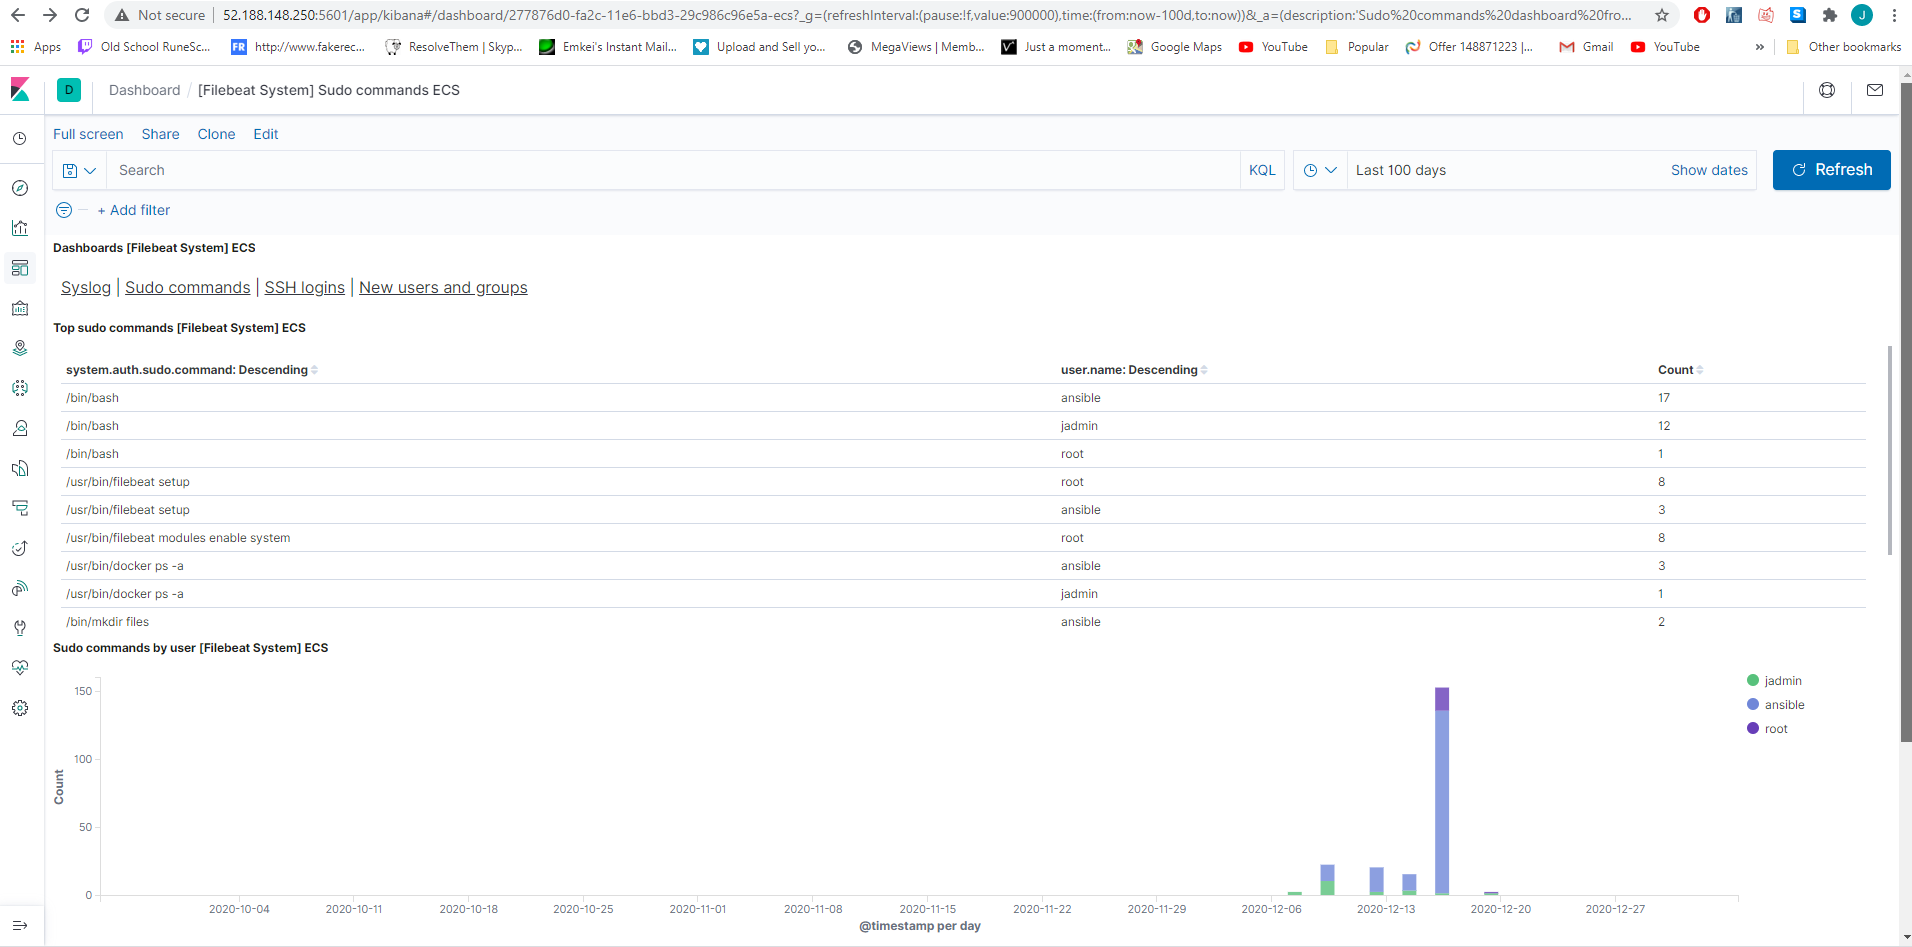 Not secure | 52.188.148.250:5601/app/kibana#/dashboard/277876d0-fa2c-11e6-bbd3-29c986c96e5a-ecs?_g=(refreshInterval:(pause:!f,value:900000),time:(from:now-100d,to:now))&_a=(description:'Sudo%20commands%20dashboard%20fro...
J
Apps Old School RuneSc... FR http://www.fakerec... ResolveThem | Skyp... Emkei's Instant Mail... Upload and Sell yo... MegaViews | Memb... Just a moment... Google Maps YouTube Popular Offer 148871223 |... Gmail YouTube » Other bookmarks
D Dashboard / [Filebeat System] Sudo commands ECS
Full screen Share Clone Edit
Search KQL Last 100 days Show dates Refresh
+ Add filter
Dashboards [Filebeat System] ECS
Syslog | Sudo commands | SSH logins | New users and groups
Top sudo commands [Filebeat System] ECS
system.auth.sudo.command: Descending user.name: Descending Count
/bin/bash ansible 17
/bin/bash jadmin 12
/bin/bash root 1
/usr/bin/filebeat setup root 8
/usr/bin/filebeat setup ansible 3
/usr/bin/filebeat modules enable system root 8
/usr/bin/docker ps -a ansible 3
/usr/bin/docker ps -a jadmin 1
/bin/mkdir files ansible 2
Sudo commands by user [Filebeat System] ECS
150
100
50
0
Count
2020-10-04 2020-10-11 2020-10-18 2020-10-25 2020-11-01 2020-11-08 2020-11-15 2020-11-22 2020-11-29 2020-12-06 2020-12-13 2020-12-20 2020-12-27
@timestamp per day
jadmin
ansible
root